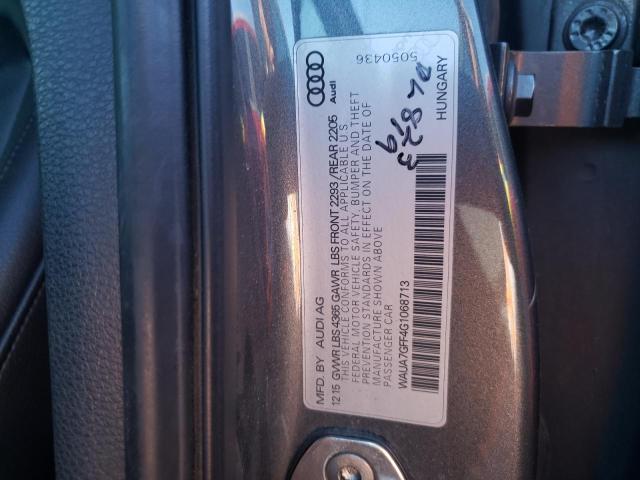 MFD. BY AUDI AG
12 15 GVWR LBS 4365 GAWR LBS FRONT 2293 / REAR 2205
THIS VEHICLE CONFORMS TO ALL APPLICABLE U S
FEDERAL MOTOR VEHICLE SAFETY, BUMPER AND THEFT
PREVENTION STANDARDS IN EFFECT ON THE DATE OF
MANUFACTURE SHOWN ABOVE
PASSENGER CAR
WAUA7GFF4G1068713
Audi
5050436
HUNGARY